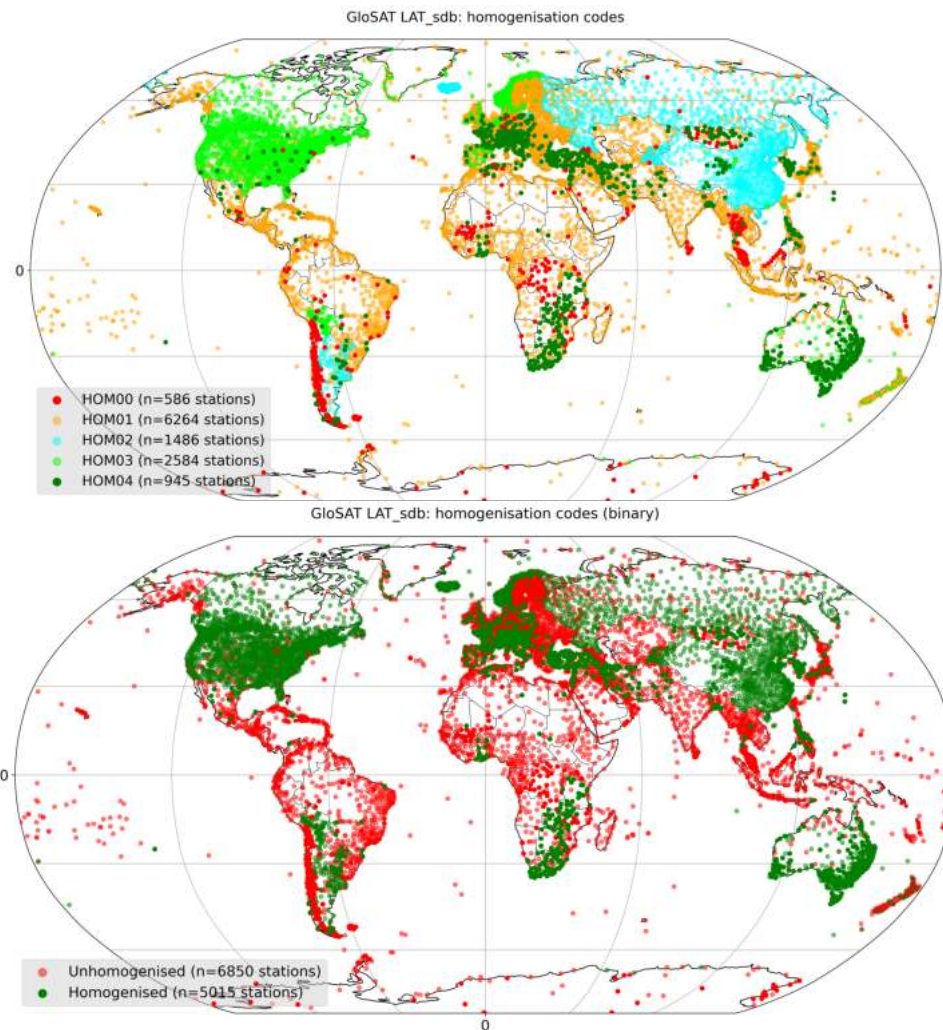 GloSAT LAT_sdb: homogenisation codes
0
HOM00 (n=586 stations)
HOM01 (n=6264 stations)
HOM02 (n=1486 stations)
HOM03 (n=2584 stations)
HOM04 (n=945 stations)
GloSAT LAT_sdb: homogenisation codes (binary)
0
Unhomogenised (n=6850 stations)
Homogenised (n=5015 stations)
0